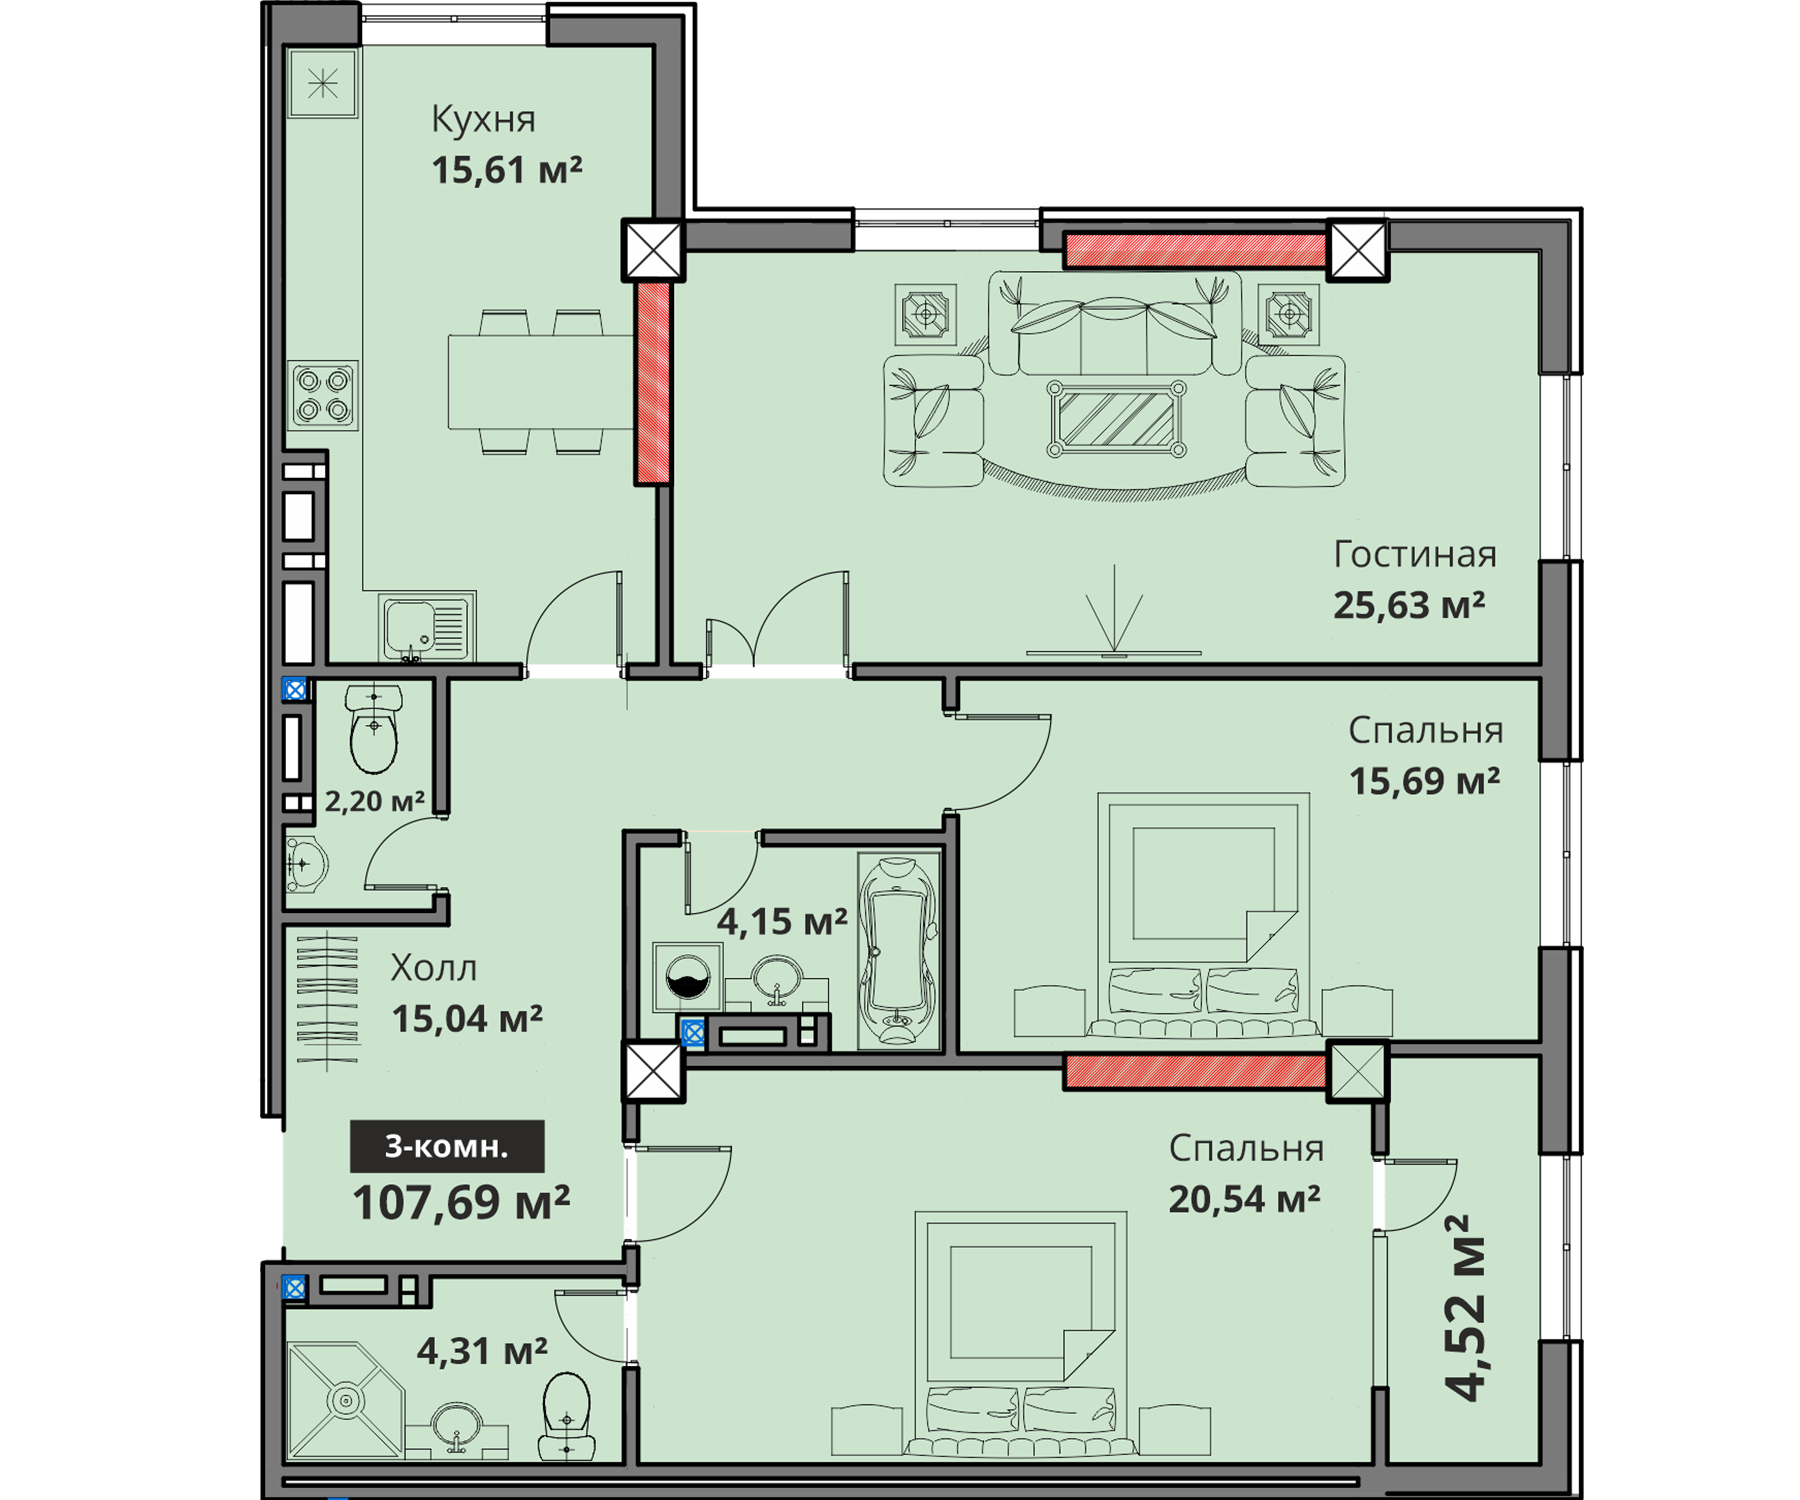 Кухня
15,61 м²
Гостиная
25,63 м²
Спальня
15,69 м²
2,20 м²
4,15 м²
Холл
15,04 м²
3-комн.
107,69 м²
Спальня
20,54 м²
4,52 м²
4,31 м²